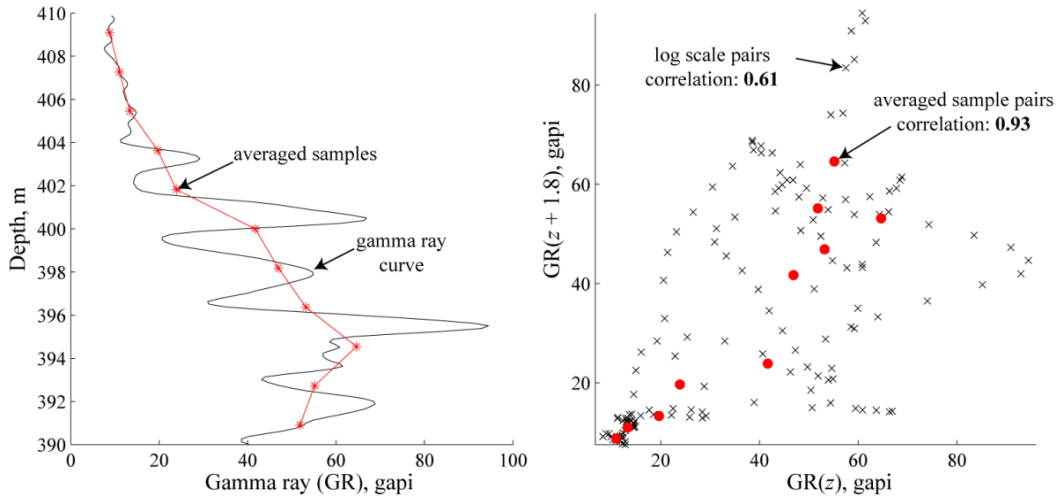 410
408
406
404
402
400
398
396
394
392
390
Depth, m
averaged samples
gamma ray
curve
0
20
40
60
80
100
Gamma ray (GR), gapi
80
60
40
20
GR(z + 1.8), gapi
log scale pairs
correlation: 0.61
averaged sample pairs
correlation: 0.93
20
40
60
80
GR(z), gapi